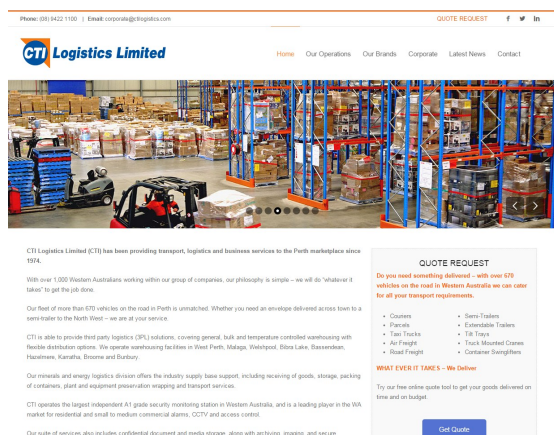 Phone: (08) 9422 1100 | Email: corporate@ctilogistics.com
QUOTE REQUEST
CTI Logistics Limited
Home Our Operations Our Brands Corporate Latest News Contact
CTI Logistics Limited (CTI) has been providing transport, logistics and business services to the Perth marketplace since
1974.
With over 1,000 Western Australians working within our group of companies, our philosophy is simple – we will do "whatever it
takes" to get the job done.
Our fleet of more than 670 vehicles on the road in Perth is unmatched. Whether you need an envelope delivered across town to a
semi-trailer to the North West – we are at your service.
CTI is able to provide third party logistics (3PL) solutions, covering general, bulk and temperature controlled warehousing with
flexible distribution options. We operate warehousing facilities in West Perth, Malaga, Welshpool, Bibra Lake, Bassendean,
Hazelmere, Karratha, Broome and Bunbury.
Our minerals and energy logistics division offers the industry supply base support, including receiving of goods, storage, packing
of containers, plant and equipment preservation wrapping and transport services.
CTI operates the largest independent A1 grade security monitoring station in Western Australia, and is a leading player in the WA
market for residential and small to medium commercial alarms, CCTV and access control.
Our suite of services also includes confidential document and media storage, along with archiving, imaging, and secure
QUOTE REQUEST
Do you need something delivered – with over 670
vehicles on the road in Western Australia we can cater
for all your transport requirements.
Couriers
Parcels
Taxi Trucks
Air Freight
Road Freight
Semi-Trailers
Extendable Trailers
Tilt Trays
Truck Mounted Cranes
Container Swinglifters
WHAT EVER IT TAKES – We Deliver
Try our free online quote tool to get your goods delivered on
time and on budget.
Get Quote